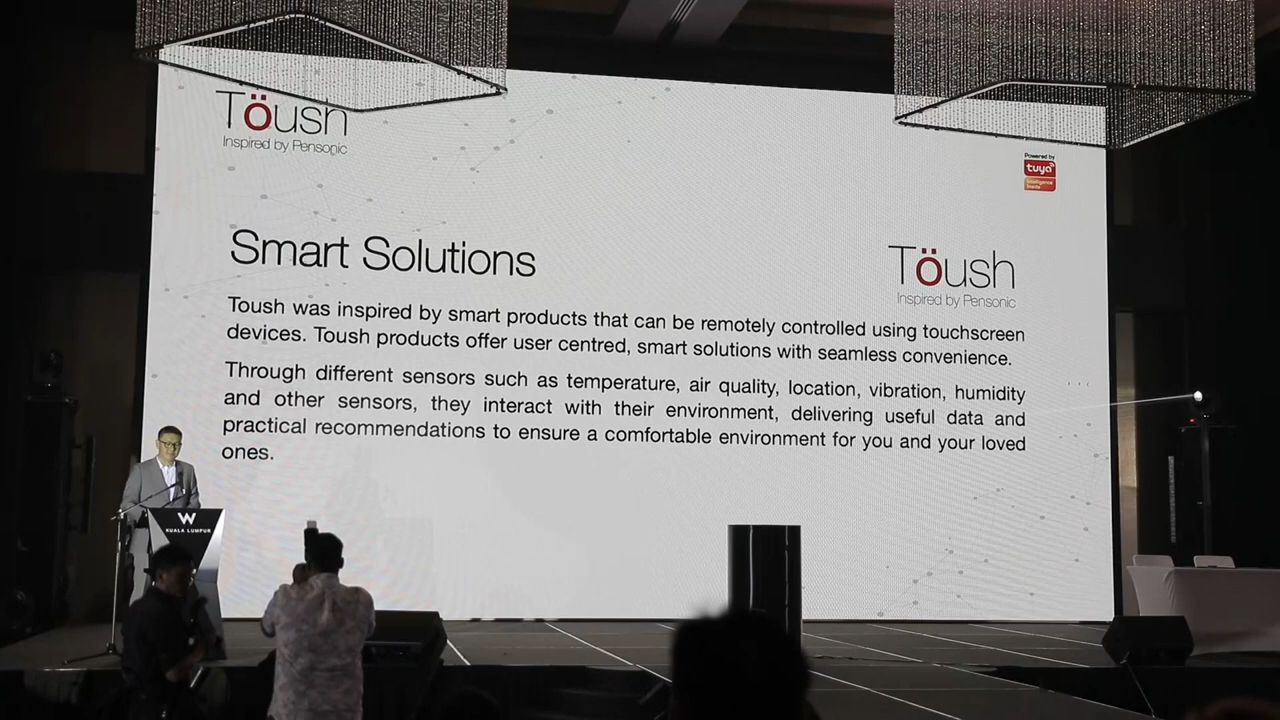 Töush
Inspired by Pensonic
Powered by
tuya
Intelligence
Inside
Smart Solutions
Töush
Inspired by Pensonic
Toush was inspired by smart products that can be remotely controlled using touchscreen
devices. Toush products offer user centred, smart solutions with seamless convenience.
Through different sensors such as temperature, air quality, location, vibration, humidity
and other sensors, they interact with their environment, delivering useful data and
practical recommendations to ensure a comfortable environment for you and your loved
ones.
W
KUALA LUMPUR